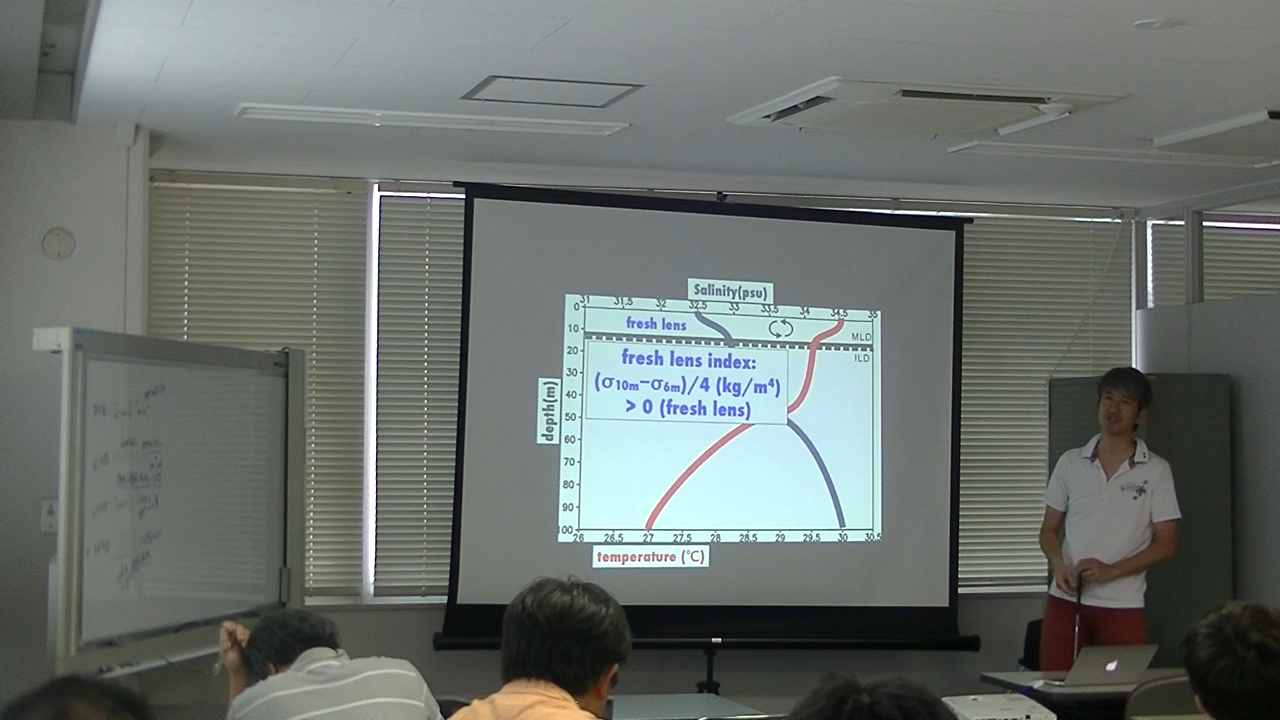 Salinity(psu)
31 31.5 32 32.5 33 33.5 34 34.5 35
0
10
20
30
40
50
60
70
80
90
100
depth(m)
fresh lens
MLD
ILD
fresh lens index:
(σ10m−σ6m)/4 (kg/m⁴)
> 0 (fresh lens)
26 26.5 27 27.5 28 28.5 29 29.5 30 30.5
temperature (℃)